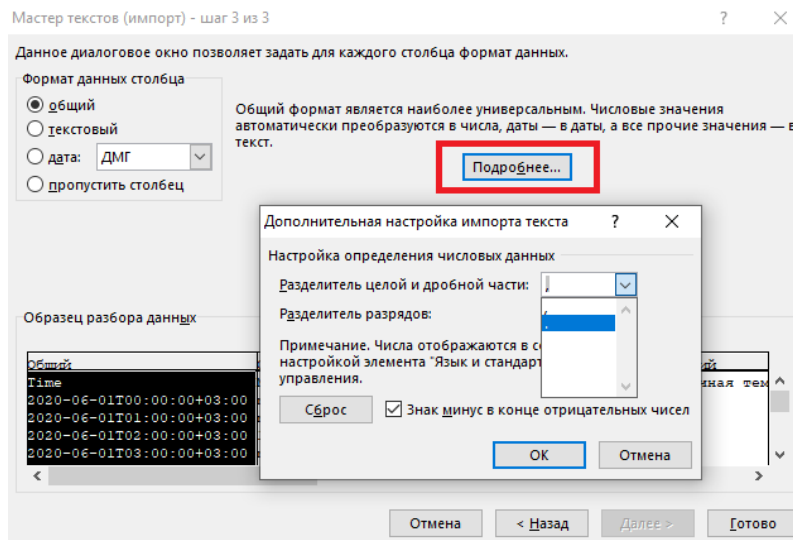 Мастер текстов (импорт) - шаг 3 из 3
Данное диалоговое окно позволяет задать для каждого столбца формат данных.
Формат данных столбца
общий
текстовый
дата: ДМГ
пропустить столбец
Общий формат является наиболее универсальным. Числовые значения
автоматически преобразуются в числа, даты — в даты, а все прочие значения — в
текст.
Подробнее...
Дополнительная настройка импорта текста
Настройка определения числовых данных
Разделитель целой и дробной части: ,
Разделитель разрядов:
Примечание. Числа отображаются в
настройкой элемента "Язык и стандарт
управления.
Сброс
Знак минус в конце отрицательных чисел
ОК
Отмена
Образец разбора данных
Общий
Time
2020-06-01T00:00:00+03:00
2020-06-01T01:00:00+03:00
2020-06-01T02:00:00+03:00
2020-06-01T03:00:00+03:00
Отмена
< Назад
Далее >
Готово